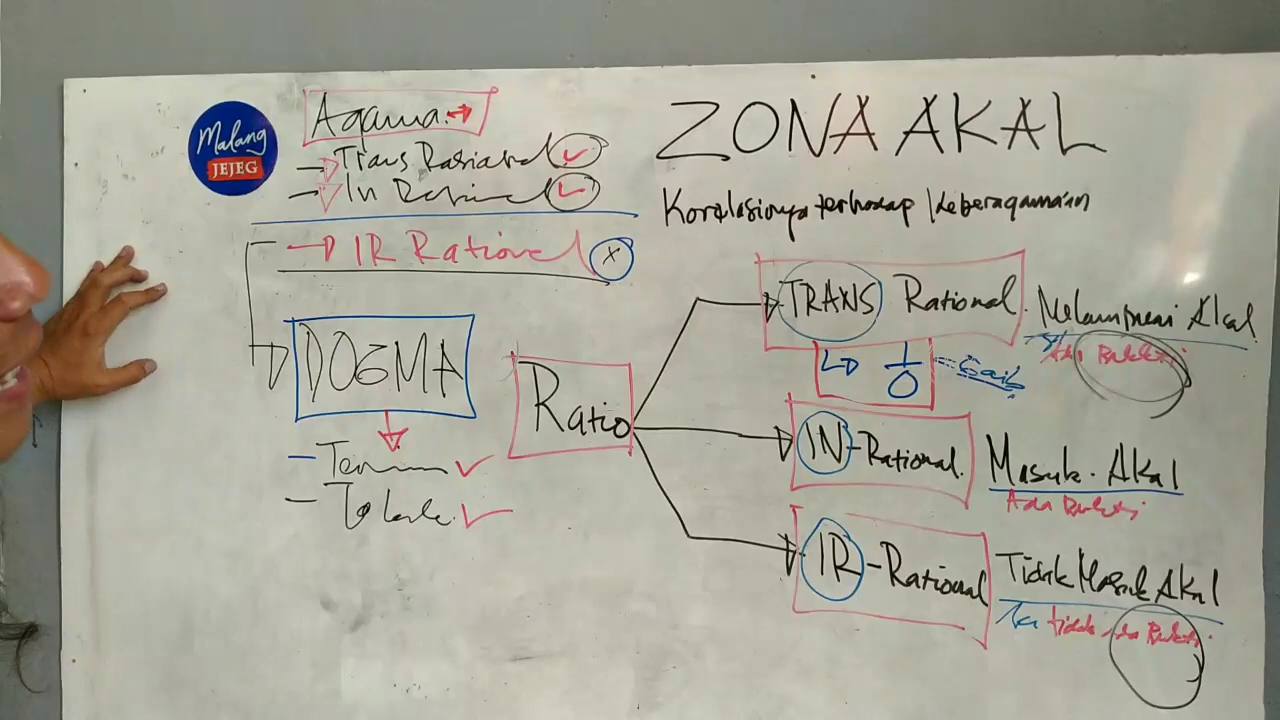 Malang
JEJEG
Agama →
→ Trans Rasional ✓
→ In Rational ✓
→ IR Rational ×
DOGMA
- Terima ✓
- Tolak ✓
ZONA AKAL
Korelasinya terhadap Keberagamaan
Ratio
TRANS Rational
Melampaui Akal
Ada Bukti
1/0
Gaib
IN-Rational
Masuk Akal
Ada Bukti
IR-Rational
Tidak Masuk Akal
tidak ada Bukti